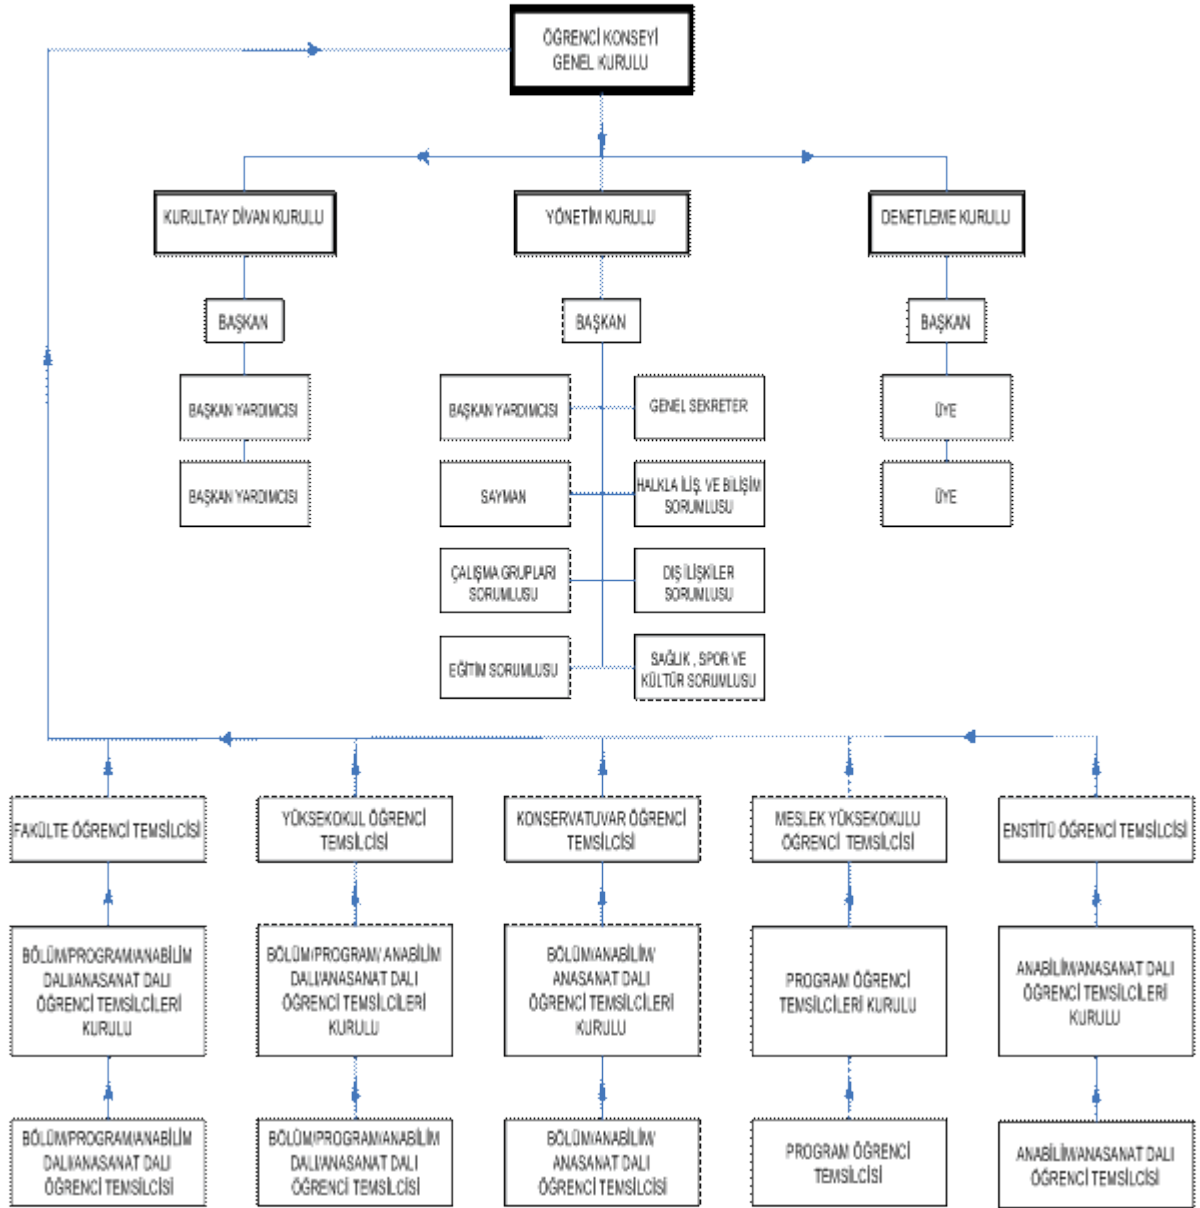 ÖĞRENCİ KONSEYİ
GENEL KURULU
KURULTAY DİVAN KURULU
YÖNETİM KURULU
DENETLEME KURULU
BAŞKAN
BAŞKAN
BAŞKAN
BAŞKAN YARDIMCISI
BAŞKAN YARDIMCISI
GENEL SEKRETER
ÜYE
BAŞKAN YARDIMCISI
SAYMAN
HALKLA İLİŞ. VE BİLİŞİM
SORUMLUSU
ÜYE
ÇALIŞMA GRUPLARI
SORUMLUSU
DIŞ İLİŞKİLER
SORUMLUSU
EĞİTİM SORUMLUSU
SAĞLIK , SPOR VE
KÜLTÜR SORUMLUSU
FAKÜLTE ÖĞRENCİ TEMSİLCİSİ
YÜKSEKOKUL ÖĞRENCİ
TEMSİLCİSİ
KONSERVATUVAR ÖĞRENCİ
TEMSİLCİSİ
MESLEK YÜKSEKOKULU
ÖĞRENCİ TEMSİLCİSİ
ENSTİTÜ ÖĞRENCİ TEMSİLCİSİ
BÖLÜM/PROGRAM/ANABİLİM
DALI/ANASANAT DALI
ÖĞRENCİ TEMSİLCİLERİ
KURULU
BÖLÜM/PROGRAM/ ANABİLİM
DALI/ANASANAT DALI
ÖĞRENCİ TEMSİLCİLERİ
KURULU
BÖLÜM/ANABİLİM/
ANASANAT DALI
ÖĞRENCİ TEMSİLCİLERİ
KURULU
PROGRAM ÖĞRENCİ
TEMSİLCİLERİ KURULU
ANABİLİM/ANASANAT DALI
ÖĞRENCİ TEMSİLCİLERİ
KURULU
BÖLÜM/PROGRAM/ANABİLİM
DALI/ANASANAT DALI
ÖĞRENCİ TEMSİLCİSİ
BÖLÜM/PROGRAM/ANABİLİM
DALI/ANASANAT DALI
ÖĞRENCİ TEMSİLCİSİ
BÖLÜM/ANABİLİM/
ANASANAT DALI
ÖĞRENCİ TEMSİLCİSİ
PROGRAM ÖĞRENCİ
TEMSİLCİSİ
ANABİLİM/ANASANAT DALI
ÖĞRENCİ TEMSİLCİSİ